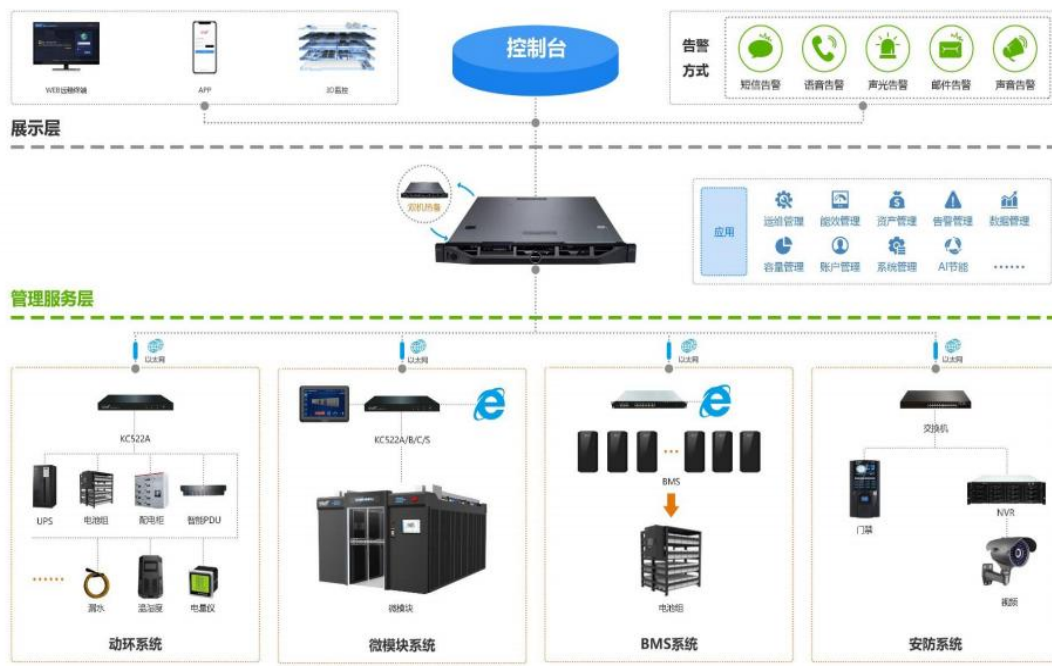 控制台
告警
方式
短信告警 语音告警 声光告警 邮件告警 声音告警
WEB远程终端 APP 3D监控
展示层
双机热备
应用
运维管理 能效管理 资产管理 告警管理 数据管理
容量管理 账户管理 系统管理 AI节能 ······
管理服务层
以太网 以太网 以太网 以太网
KC522A
UPS 电池组 配电柜 智能PDU
······ 漏水 温湿度 电量仪
动环系统
KC522A/B/C/S
微模块
微模块系统
···
BMS
电池组
BMS系统
交换机
门禁
NVR
视频
安防系统